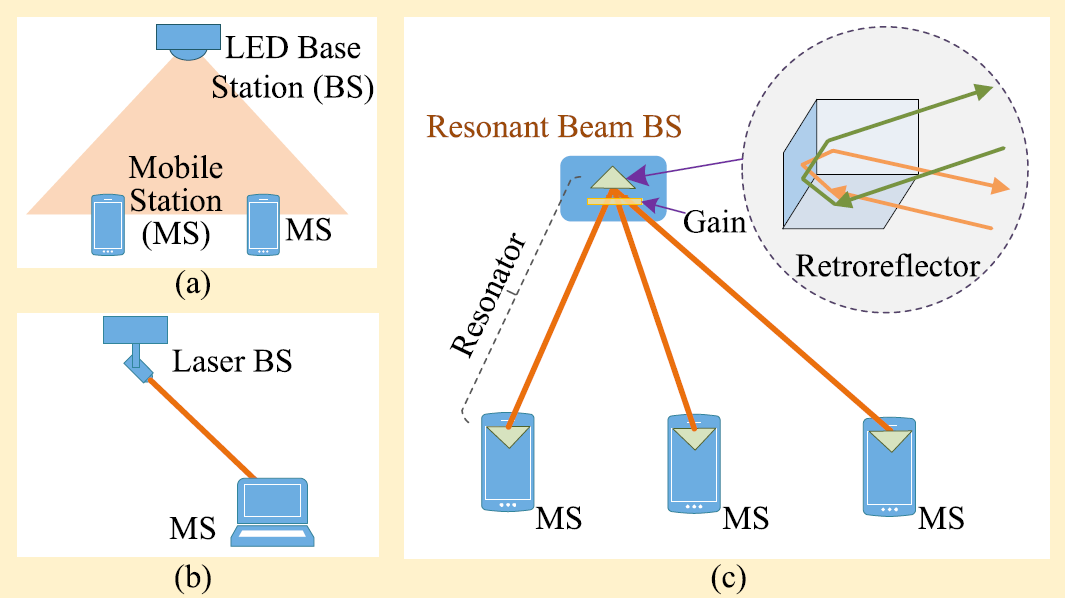 LED Base
Station (BS)
Mobile
Station
(MS)
MS
(a)
Laser BS
MS
(b)
Resonant Beam BS
Gain
Retroreflector
Resonator
MS
MS
MS
(c)